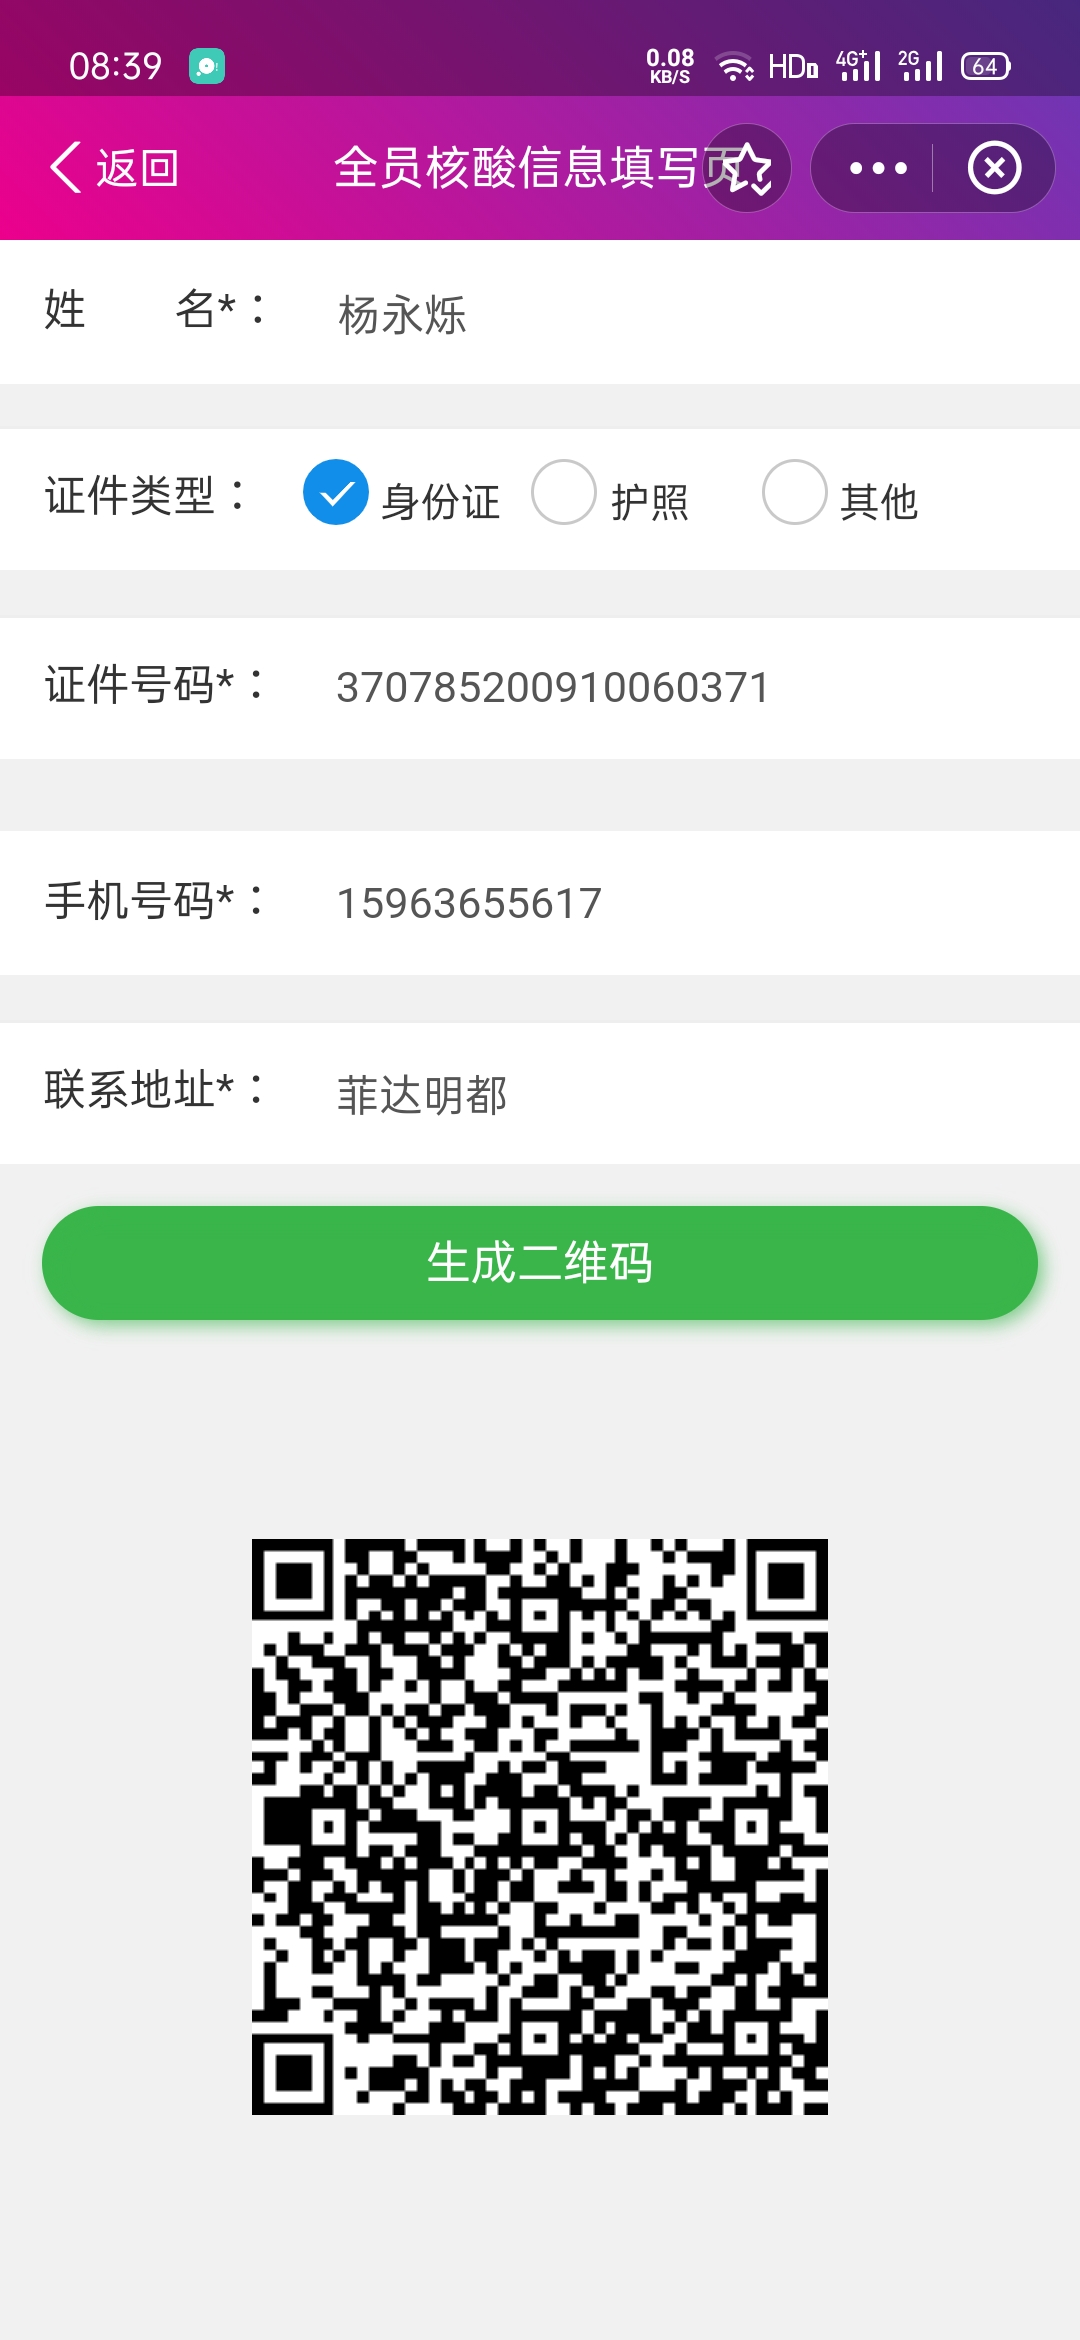 08:39 0.08 KB/S HD 4G+ 2G 64
返回 全员核酸信息填写页
姓 名*： 杨永烁
证件类型： 身份证 护照 其他
证件号码*： 370785200910060371
手机号码*： 15963655617
联系地址*： 菲达明都
生成二维码